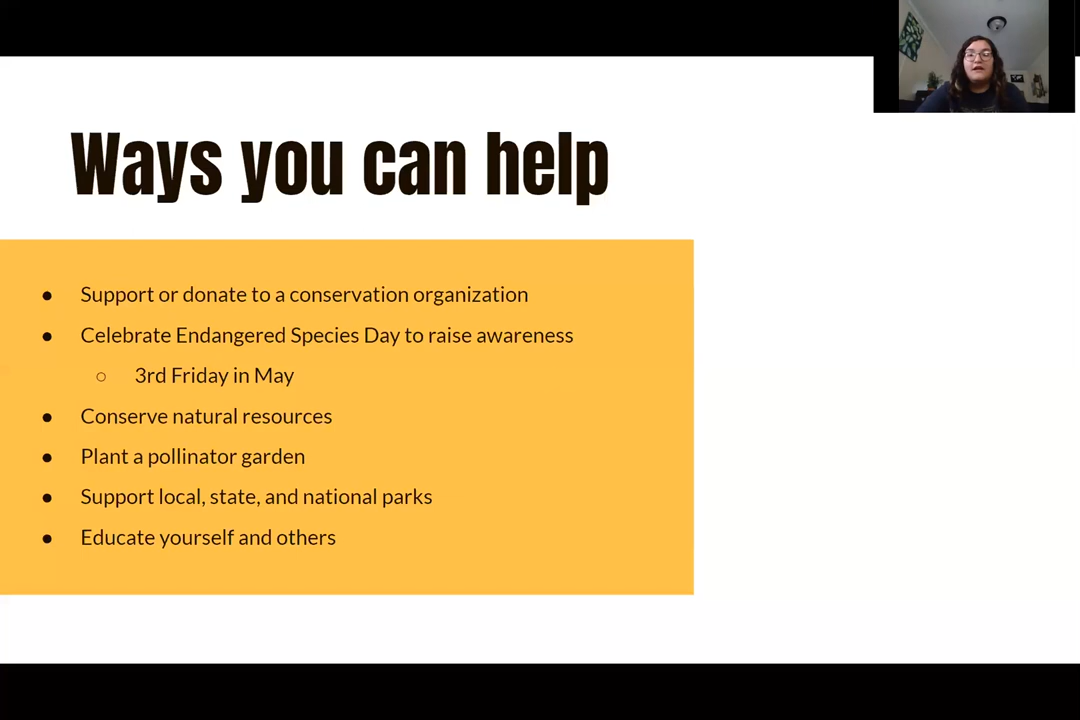 Ways you can help
● Support or donate to a conservation organization
● Celebrate Endangered Species Day to raise awareness
○ 3rd Friday in May
● Conserve natural resources
● Plant a pollinator garden
● Support local, state, and national parks
● Educate yourself and others